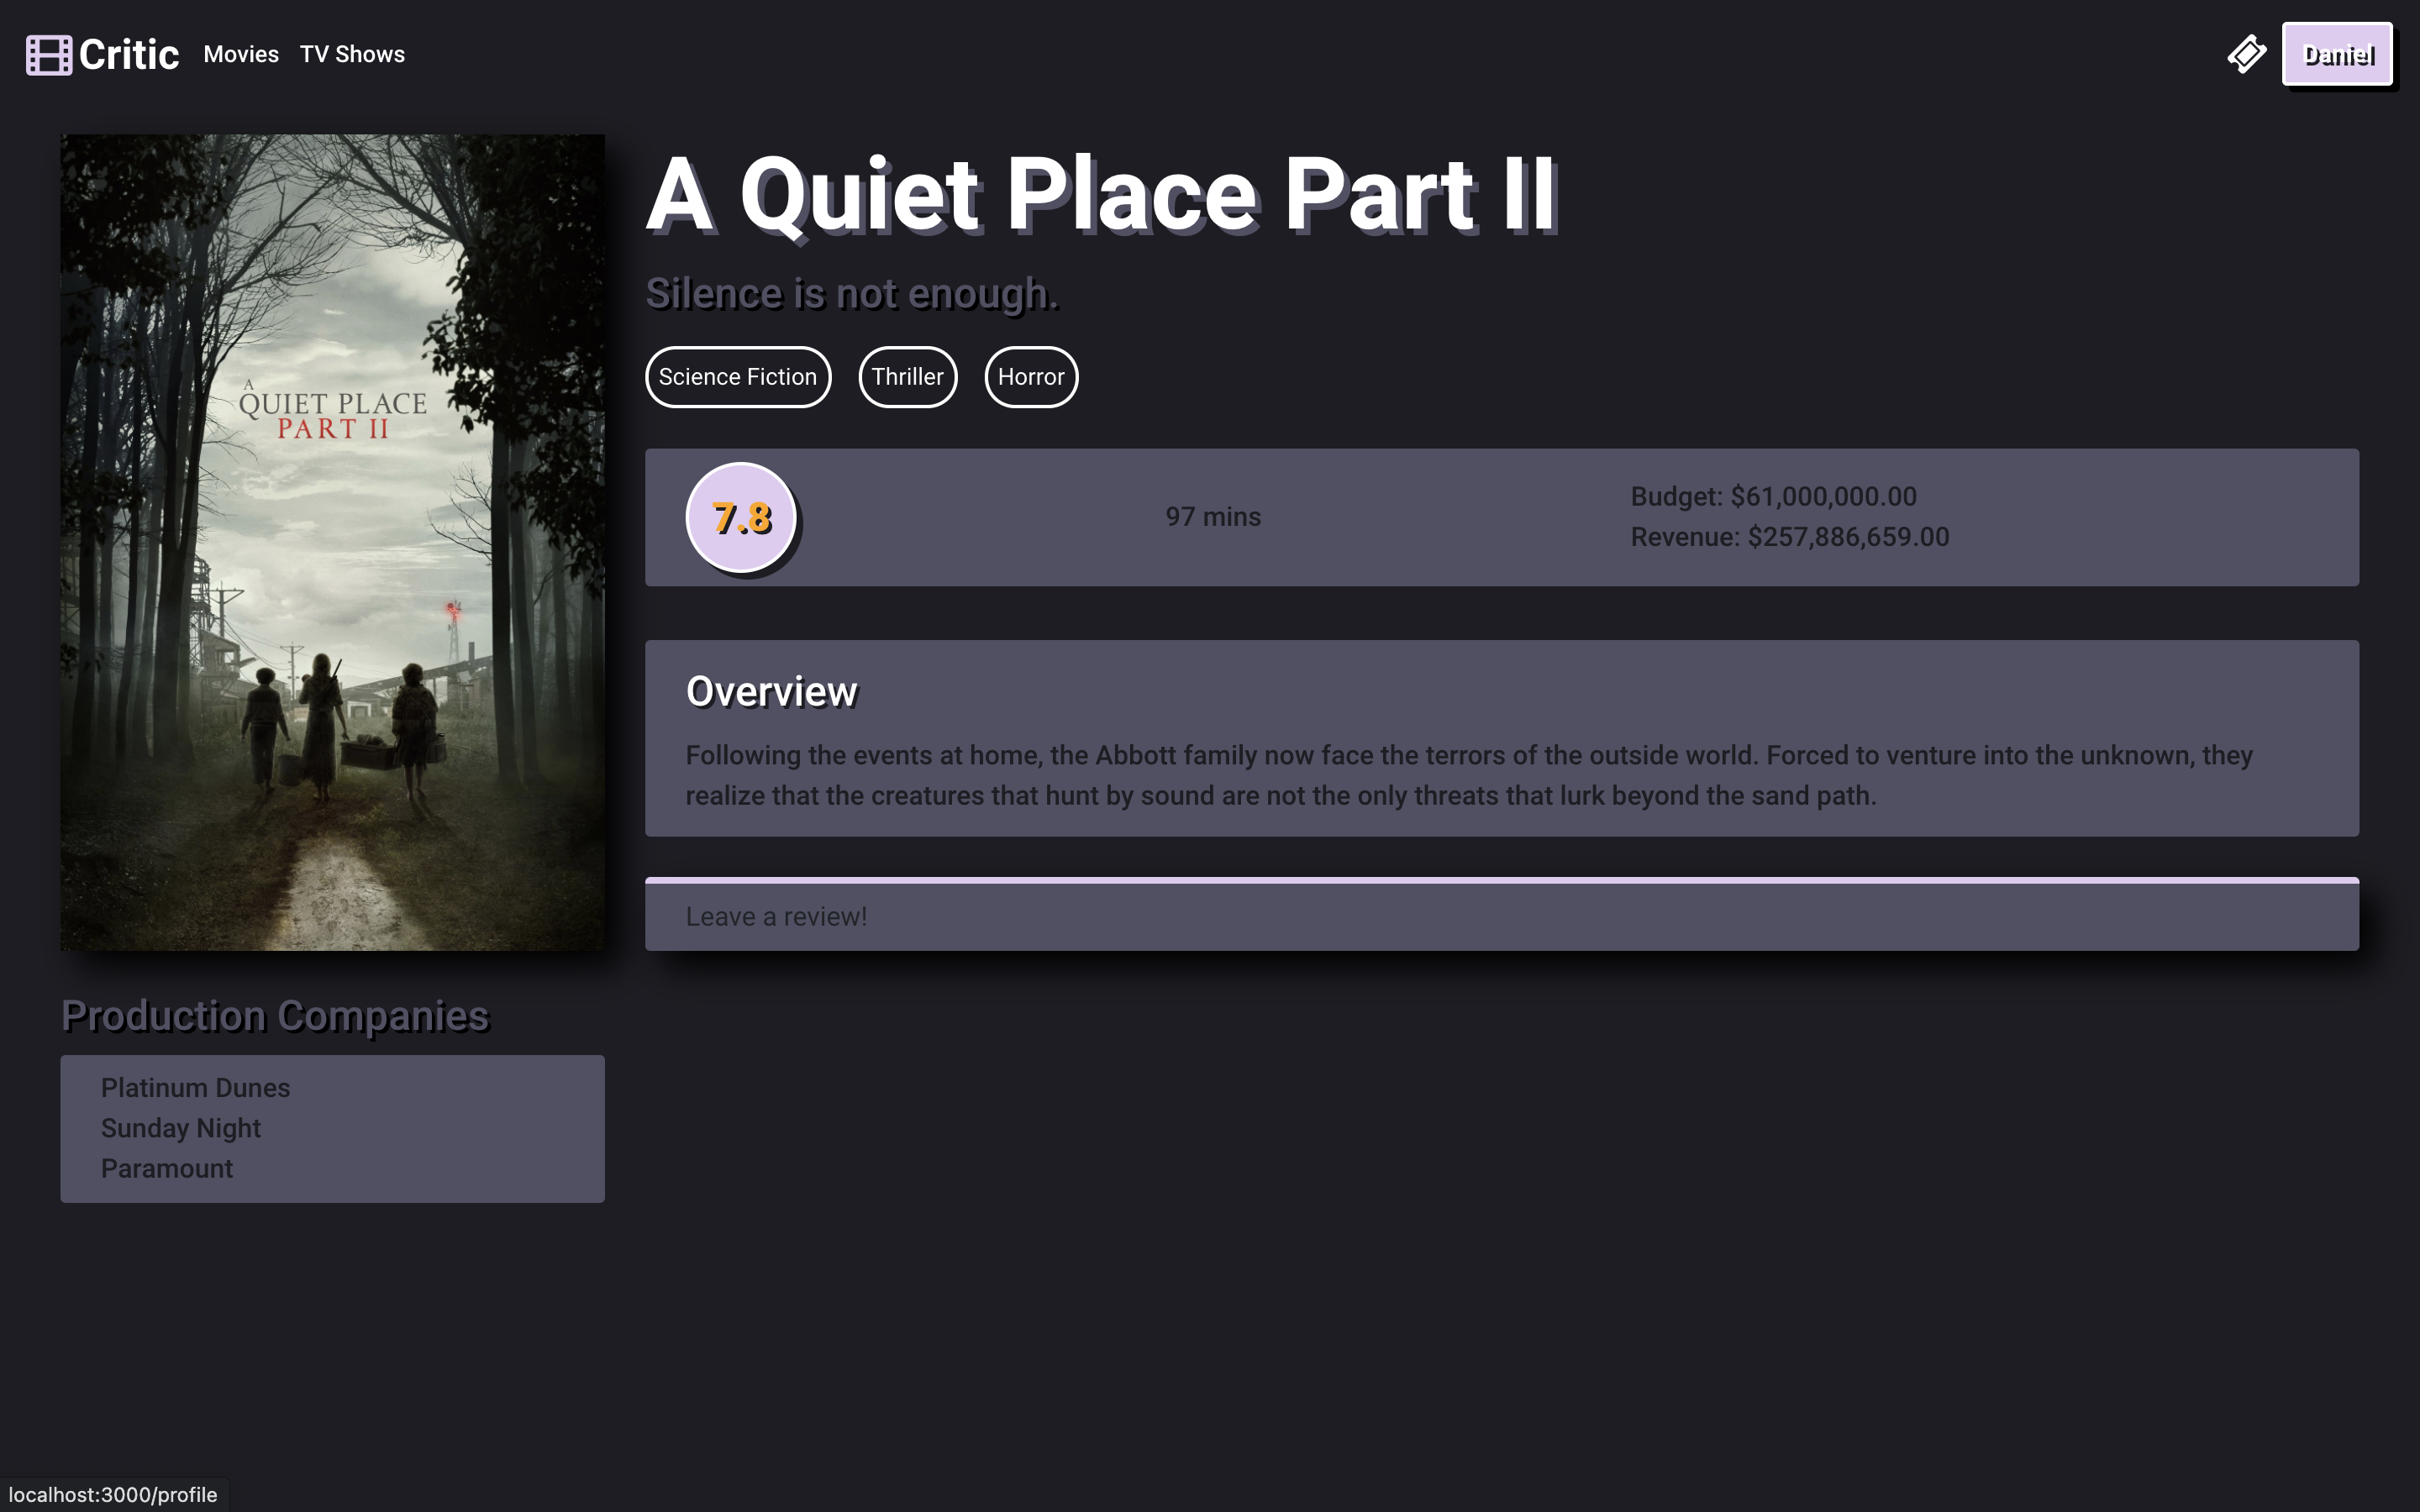 Critic
Movies
TV Shows
Daniel
A
QUIET PLACE
PART II
A Quiet Place Part II
Silence is not enough.
Science Fiction
Thriller
Horror
7.8
97 mins
Budget: $61,000,000.00
Revenue: $257,886,659.00
Overview
Following the events at home, the Abbott family now face the terrors of the outside world. Forced to venture into the unknown, they
realize that the creatures that hunt by sound are not the only threats that lurk beyond the sand path.
Leave a review!
Production Companies
Platinum Dunes
Sunday Night
Paramount
localhost:3000/profile